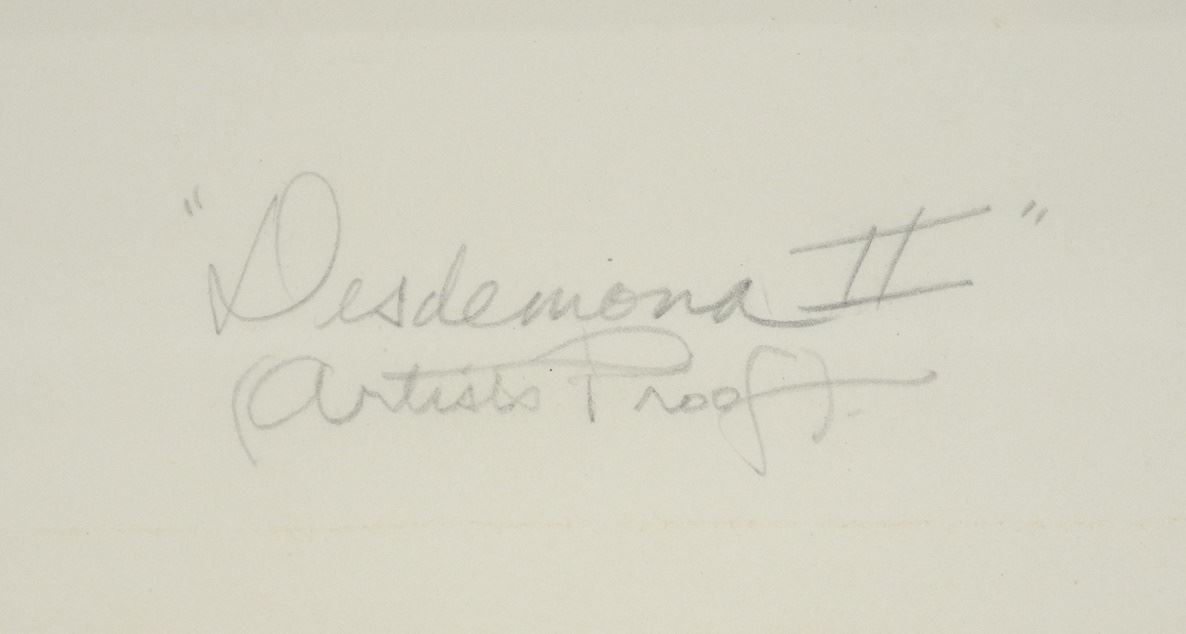 "Desdemona II"
(Artists Proof)